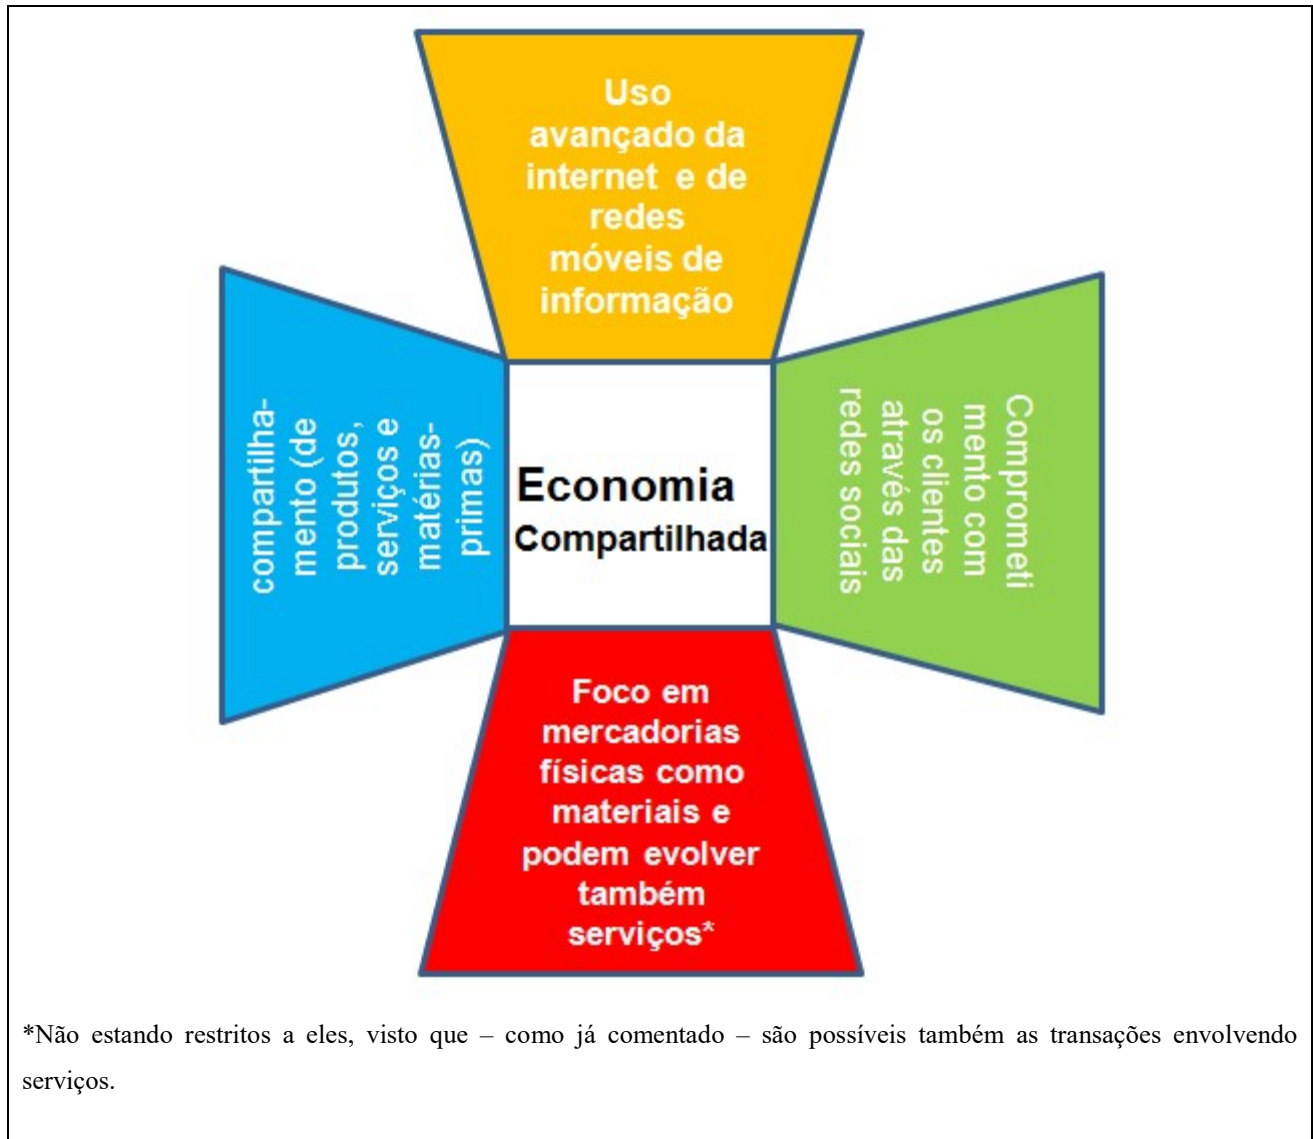 Uso
avançado da
internet e de
redes
móveis de
informação
compartilha-
mento (de
produtos,
serviços e
matérias-
primas)
Economia
Compartilhada
Comprometi
mento com
os clientes
através das
redes sociais
Foco em
mercadorias
físicas como
materiais e
podem evolver
também
serviços*
*Não estando restritos a eles, visto que – como já comentado – são possíveis também as transações envolvendo
serviços.